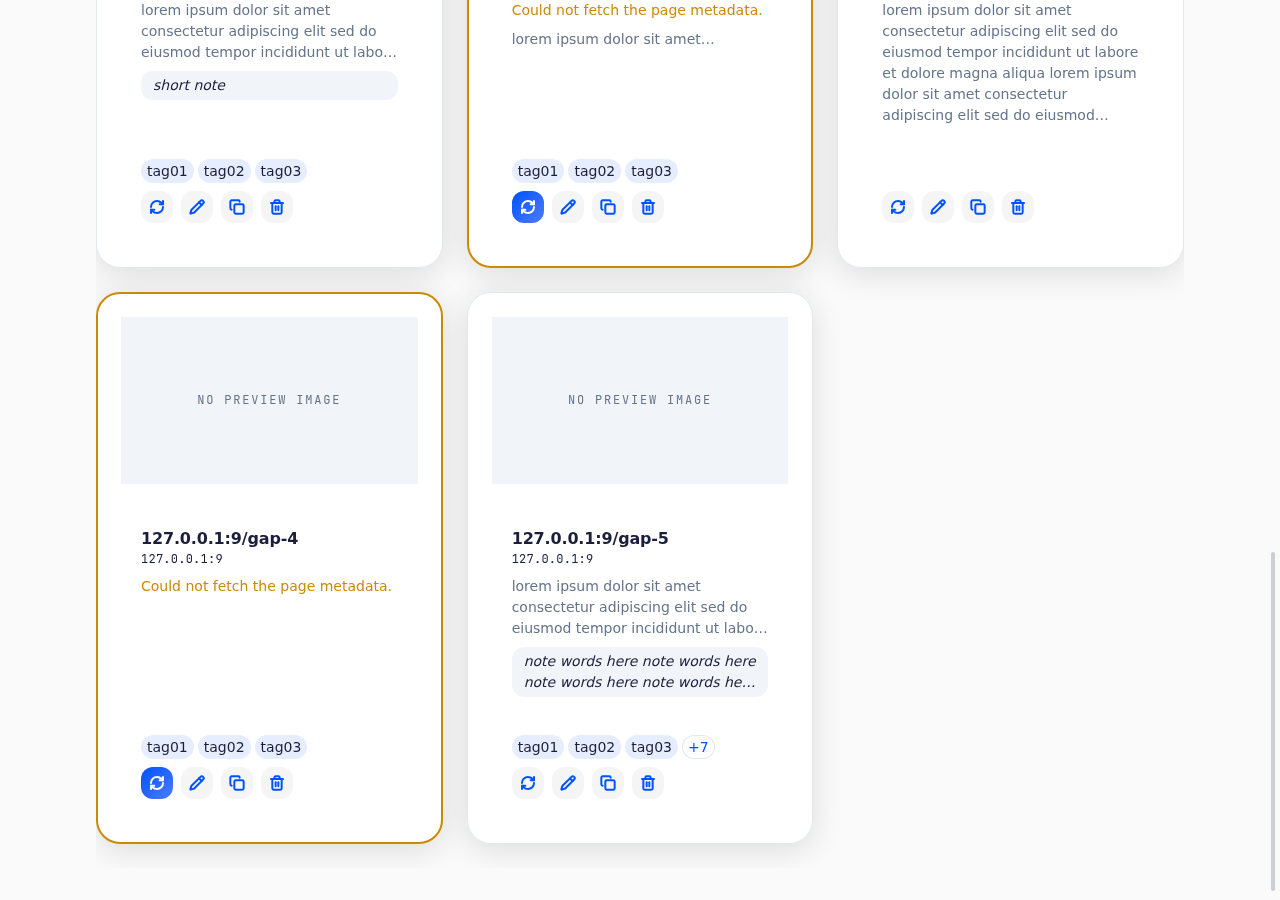 lorem ipsum dolor sit amet
consectetur adipiscing elit sed do
eiusmod tempor incididunt ut labo…
short note
tag01 tag02 tag03
Could not fetch the page metadata.
lorem ipsum dolor sit amet…
tag01 tag02 tag03
lorem ipsum dolor sit amet
consectetur adipiscing elit sed do
eiusmod tempor incididunt ut labore
et dolore magna aliqua lorem ipsum
dolor sit amet consectetur
adipiscing elit sed do eiusmod…
NO PREVIEW IMAGE
127.0.0.1:9/gap-4
127.0.0.1:9
Could not fetch the page metadata.
tag01 tag02 tag03
NO PREVIEW IMAGE
127.0.0.1:9/gap-5
127.0.0.1:9
lorem ipsum dolor sit amet
consectetur adipiscing elit sed do
eiusmod tempor incididunt ut labo…
note words here note words here
note words here note words he…
tag01 tag02 tag03 +7